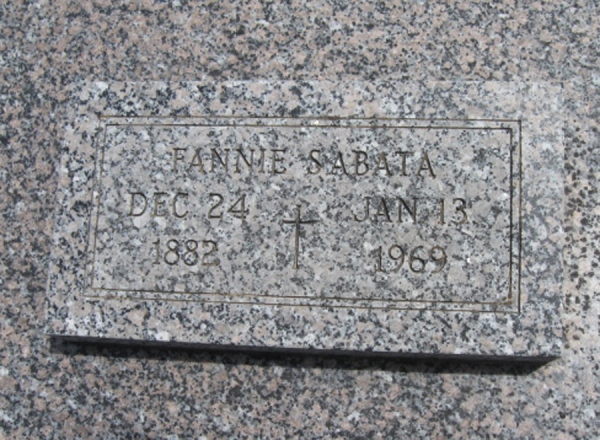 FANNIE SABATA
DEC 24 JAN 13
1882 1969